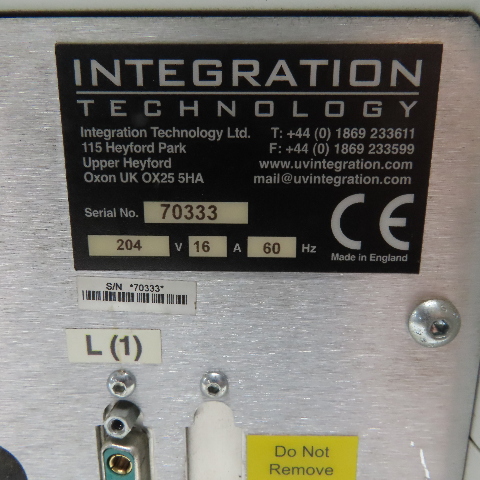 INTEGRATION
TECHNOLOGY
Integration Technology Ltd. T: +44 (0) 1869 233611
115 Heyford Park F: +44 (0) 1869 233599
Upper Heyford www.uvintegration.com
Oxon UK OX25 5HA mail@uvintegration.com
Serial No. 70333
204 V 16 A 60 Hz
CE
Made in England
S/N *70333*
L (1)
Do Not
Remove